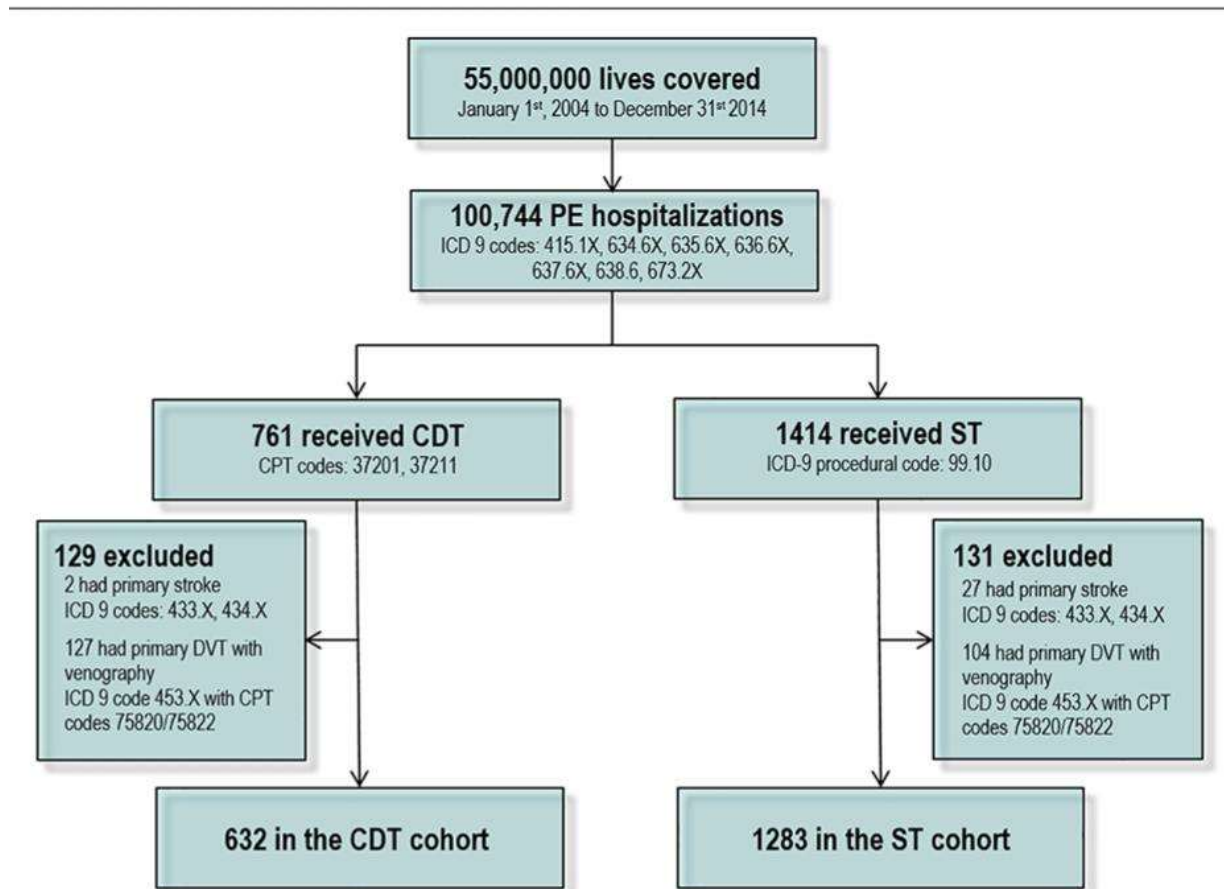 55,000,000 lives covered
January 1st, 2004 to December 31st 2014
100,744 PE hospitalizations
ICD 9 codes: 415.1X, 634.6X, 635.6X, 636.6X,
637.6X, 638.6, 673.2X
761 received CDT
CPT codes: 37201, 37211
1414 received ST
ICD-9 procedural code: 99.10
129 excluded
2 had primary stroke
ICD 9 codes: 433.X, 434.X
127 had primary DVT with
venography
ICD 9 code 453.X with CPT
codes 75820/75822
131 excluded
27 had primary stroke
ICD 9 codes: 433.X, 434.X
104 had primary DVT with
venography
ICD 9 code 453.X with CPT
codes 75820/75822
632 in the CDT cohort
1283 in the ST cohort